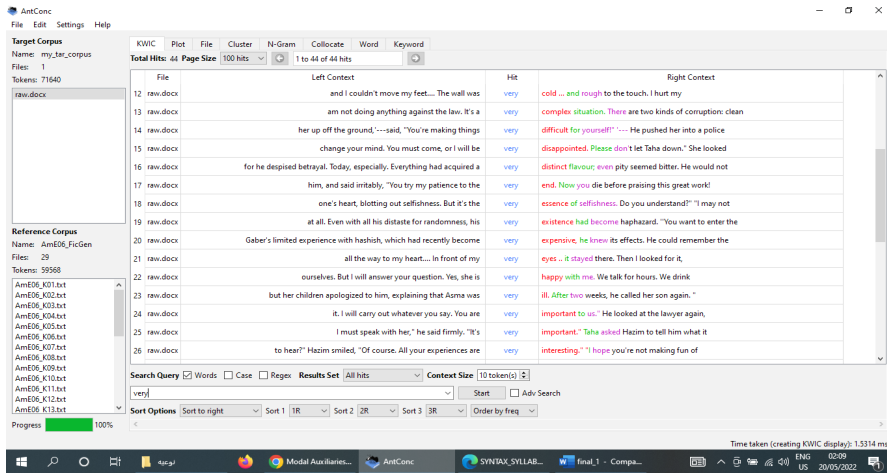 AntConc
File Edit Settings Help
Target Corpus
Name: my_tar_corpus
Files: 1
Tokens: 71640
raw.docx
Reference Corpus
Name: AmE06_FicGen
Files: 29
Tokens: 59568
AmE06_K01.txt
AmE06_K02.txt
AmE06_K03.txt
AmE06_K04.txt
AmE06_K05.txt
AmE06_K06.txt
AmE06_K07.txt
AmE06_K08.txt
AmE06_K09.txt
AmE06_K10.txt
AmE06_K11.txt
AmE06_K12.txt
AmE06_K13.txt
Progress 100%
KWIC Plot File Cluster N-Gram Collocate Word Keyword
Total Hits: 44 Page Size 100 hits 1 to 44 of 44 hits
File Left Context Hit Right Context
12 raw.docx and I couldn't move my feet.... The wall was very cold ... and rough to the touch. I hurt my
13 raw.docx am not doing anything against the law. It's a very complex situation. There are two kinds of corruption: clean
14 raw.docx her up off the ground,'---said, "You're making things very difficult for yourself!" '--- He pushed her into a police
15 raw.docx change your mind. You must come, or I will be very disappointed. Please don't let Taha down." She looked
16 raw.docx for he despised betrayal. Today, especially. Everything had acquired a very distinct flavour; even pity seemed bitter. He would not
17 raw.docx him, and said irritably, "You try my patience to the very end. Now you die before praising this great work!
18 raw.docx one's heart, blotting out selfishness. But it's the very essence of selfishness. Do you understand?" "I may not
19 raw.docx at all. Even with all his distaste for randomness, his very existence had become haphazard. "You want to enter the
20 raw.docx Gaber's limited experience with hashish, which had recently become very expensive, he knew its effects. He could remember the
21 raw.docx all the way to my heart.... In front of my very eyes .. it stayed there. Then I looked for it,
22 raw.docx ourselves. But I will answer your question. Yes, she is very happy with me. We talk for hours. We drink
23 raw.docx but her children apologized to him, explaining that Asma was very ill. After two weeks, he called her son again. "
24 raw.docx it. I will carry out whatever you say. You are very important to us." He looked at the lawyer again,
25 raw.docx I must speak with her," he said firmly. "It's very important." Taha asked Hazim to tell him what it
26 raw.docx to hear?" Hazim smiled, "Of course. All your experiences are very interesting." "I hope you're not making fun of
Search Query Words Case Regex Results Set All hits Context Size 10 token(s)
very Start Adv Search
Sort Options Sort to right Sort 1 1R Sort 2 2R Sort 3 3R Order by freq
Time taken (creating KWIC display): 1.5314 ms
نوعيه Modal Auxiliaries... AntConc SYNTAX_SYLLAB... final_1 - Compa... ENG US 02:09 20/05/2022